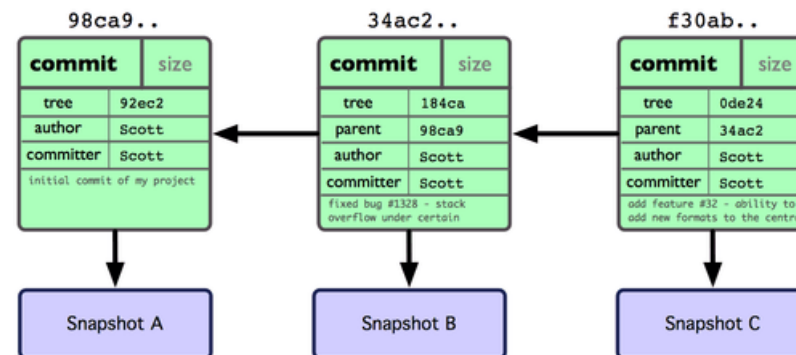 98ca9..
34ac2..
f30ab..
commit size
tree 92ec2
author Scott
committer Scott
initial commit of my project
commit size
tree 184ca
parent 98ca9
author Scott
committer Scott
fixed bug #1328 - stack
overflow under certain
commit size
tree 0de24
parent 34ac2
author Scott
committer Scott
add feature #32 - ability to
add new formats to the centra
Snapshot A
Snapshot B
Snapshot C